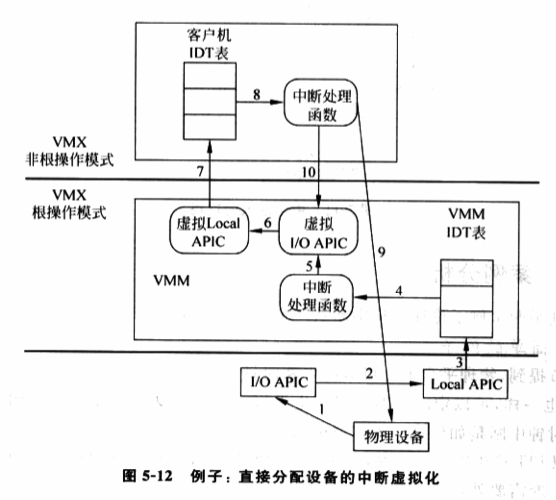 客户机
IDT表
8
中断处理
函数
VMX
非根操作模式
7
10
VMX
根操作模式
虚拟Local
APIC
6
虚拟
I/O APIC
VMM
IDT表
9
VMM
5
中断
处理函数
4
3
I/O APIC
2
Local APIC
1
物理设备
图 5-12 例子：直接分配设备的中断虚拟化